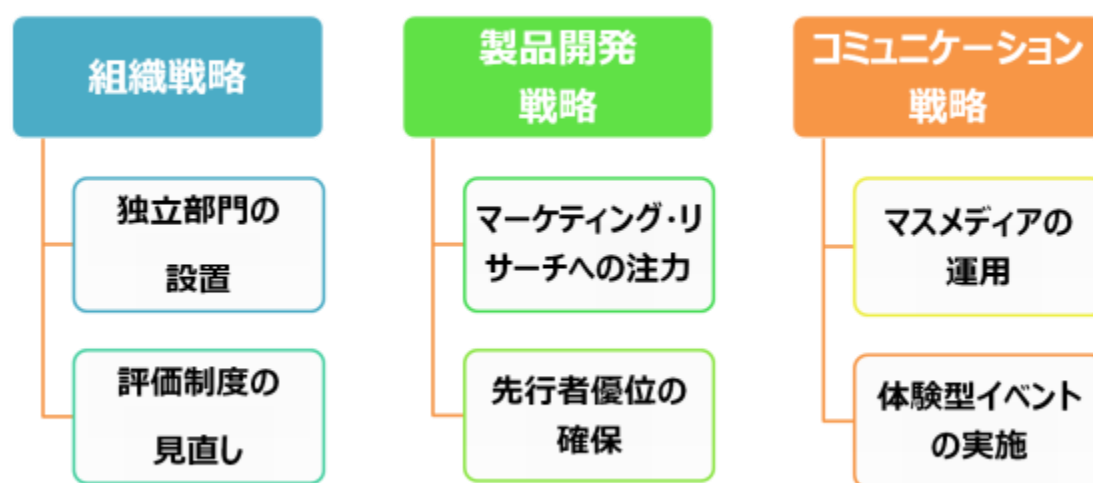 組織戦略
独立部門の
設置
評価制度の
見直し
製品開発
戦略
マーケティング・リ
サーチへの注力
先行者優位の
確保
コミュニケーション
戦略
マスメディアの
運用
体験型イベント
の実施